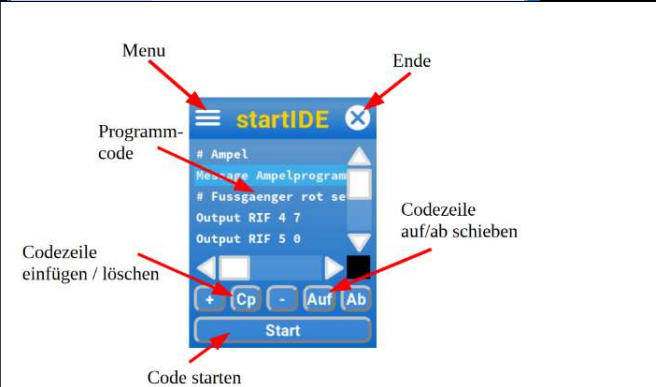 Menu
Ende
startIDE
Programm-
code
# Ampel
Message Ampelprogram
# Fussgaenger rot se
Output RIF 4 7
Output RIF 5 0
Codezeile
auf/ab schieben
Codezeile
einfügen / löschen
+ Cp - Auf Ab
Start
Code starten